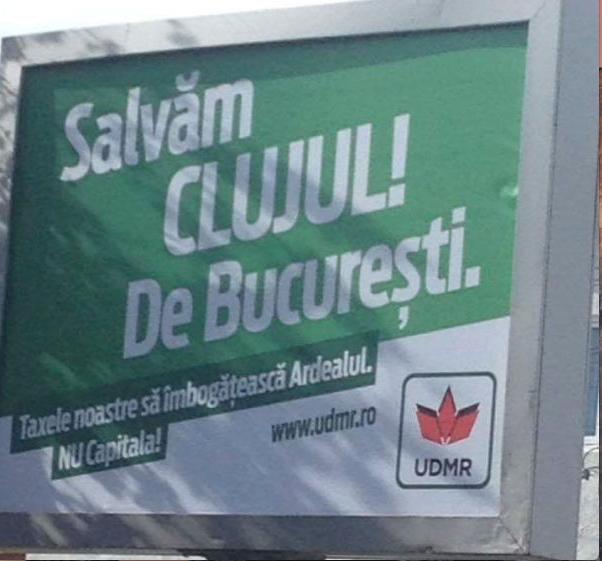 Salvăm
CLUJUL!
De București.
Taxele noastre să îmbogățească Ardealul.
NU Capitala!
www.udmr.ro
UDMR